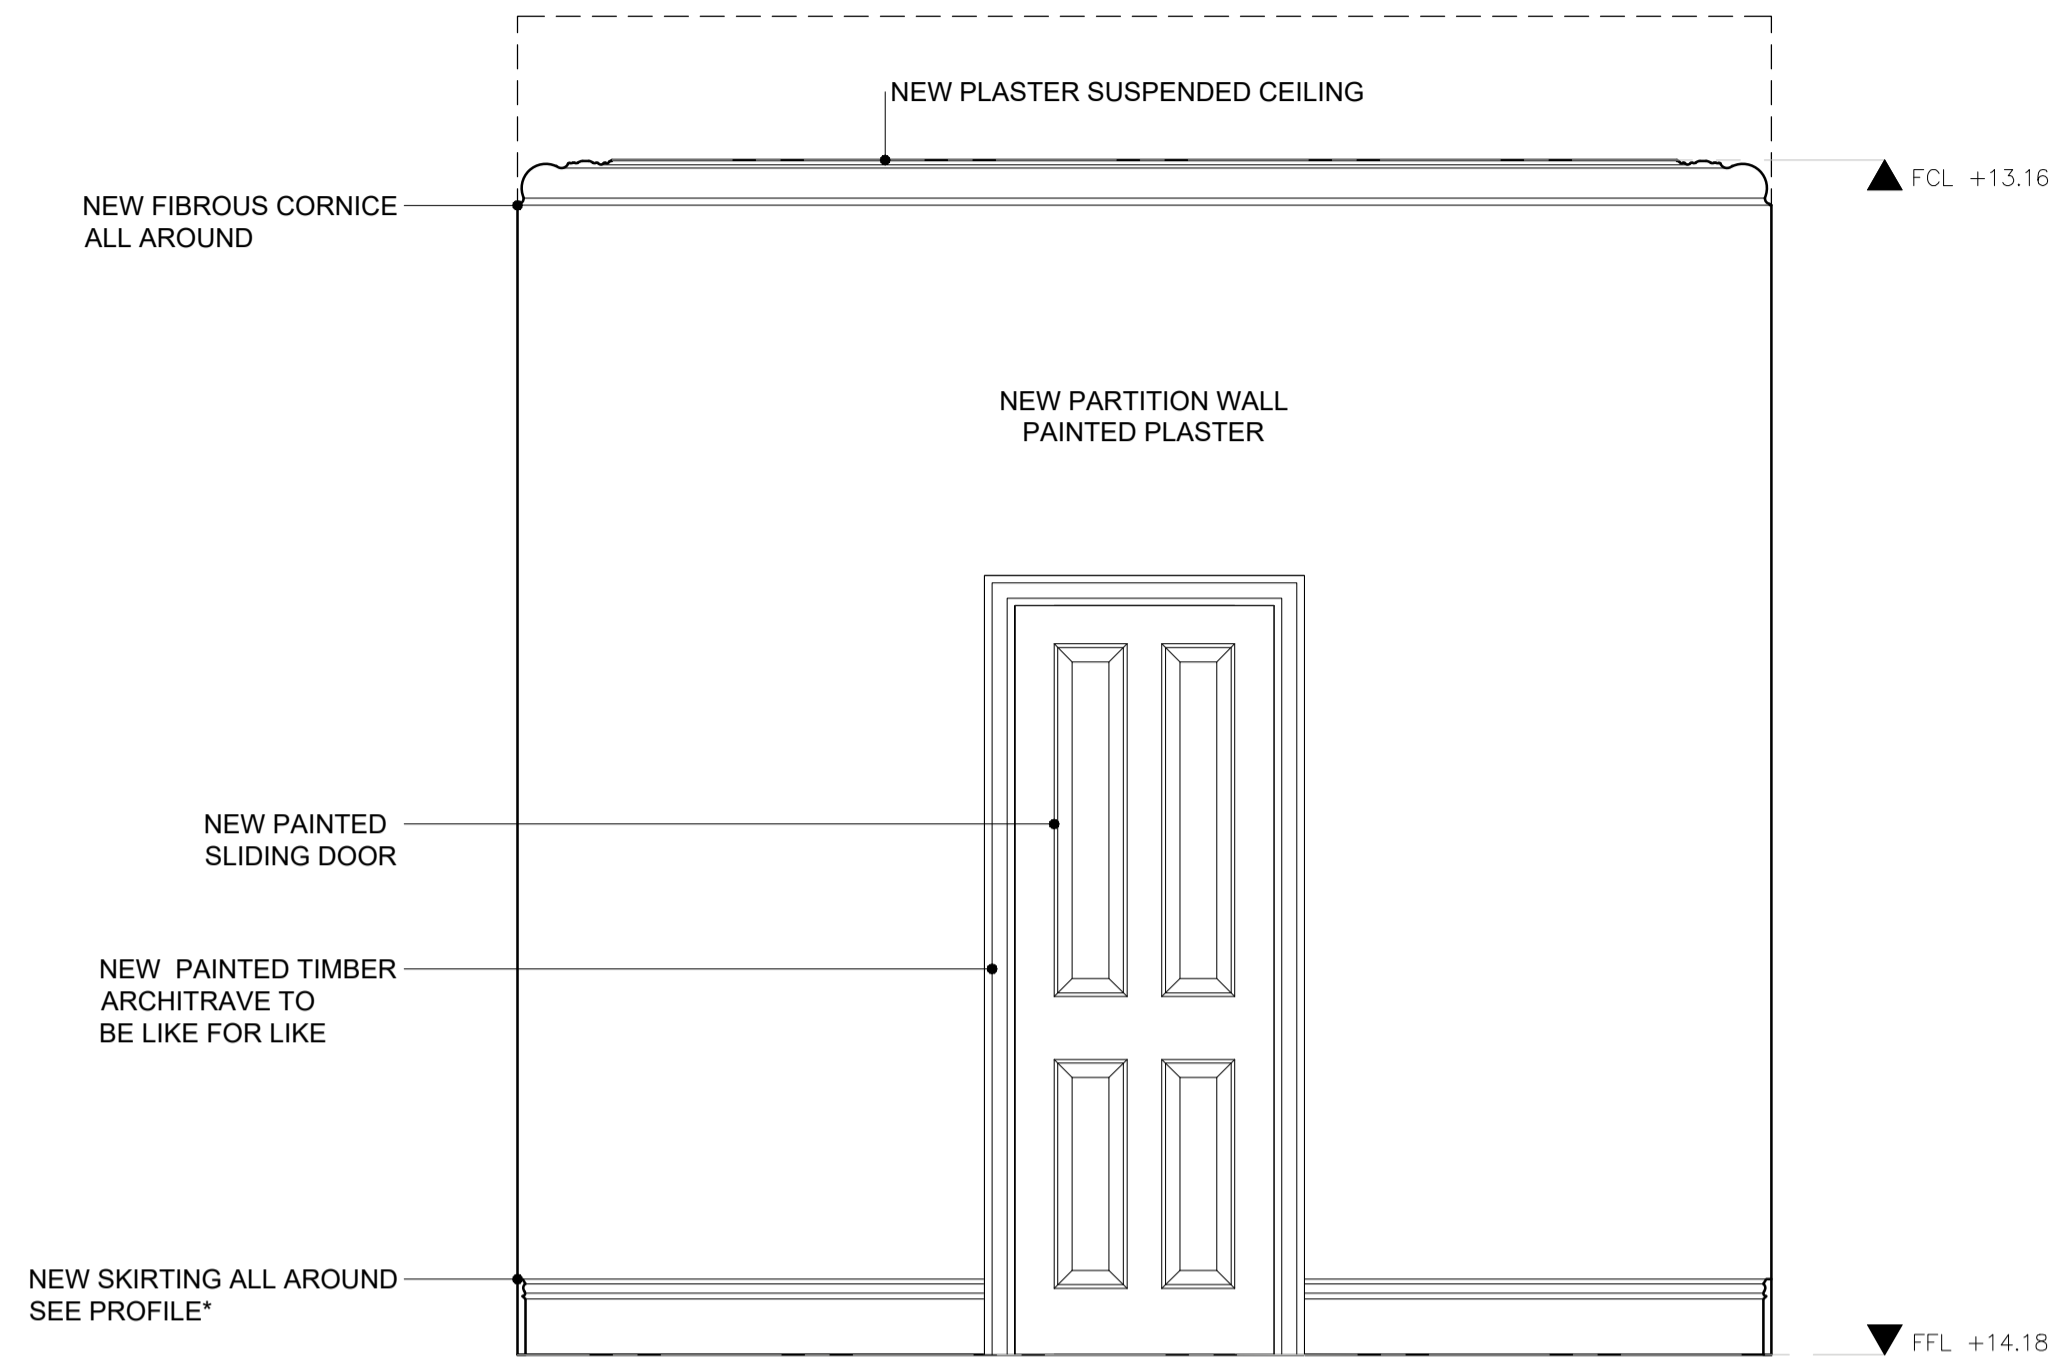 NEW PLASTER SUSPENDED CEILING
FCL +13.16
NEW FIBROUS CORNICE
ALL AROUND
NEW PARTITION WALL
PAINTED PLASTER
NEW PAINTED
SLIDING DOOR
NEW PAINTED TIMBER
ARCHITRAVE TO
BE LIKE FOR LIKE
NEW SKIRTING ALL AROUND
SEE PROFILE*
FFL +14.18